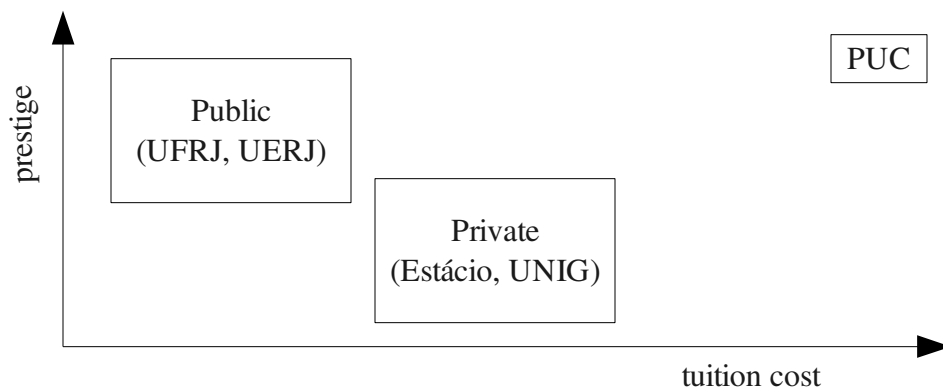 PUC
Public
(UFRJ, UERJ)
prestige
Private
(Estácio, UNIG)
tuition cost